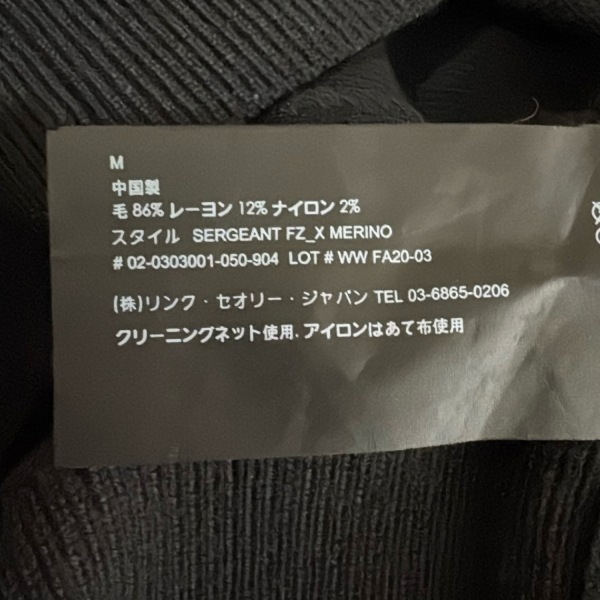 M
中国製
毛 86% レーヨン 12% ナイロン 2%
スタイル SERGEANT FZ_X MERINO
# 02-0303001-050-904 LOT # WW FA20-03
(株)リンク・セオリー・ジャパン TEL 03-6865-0206
クリーニングネット使用、アイロンはあて布使用